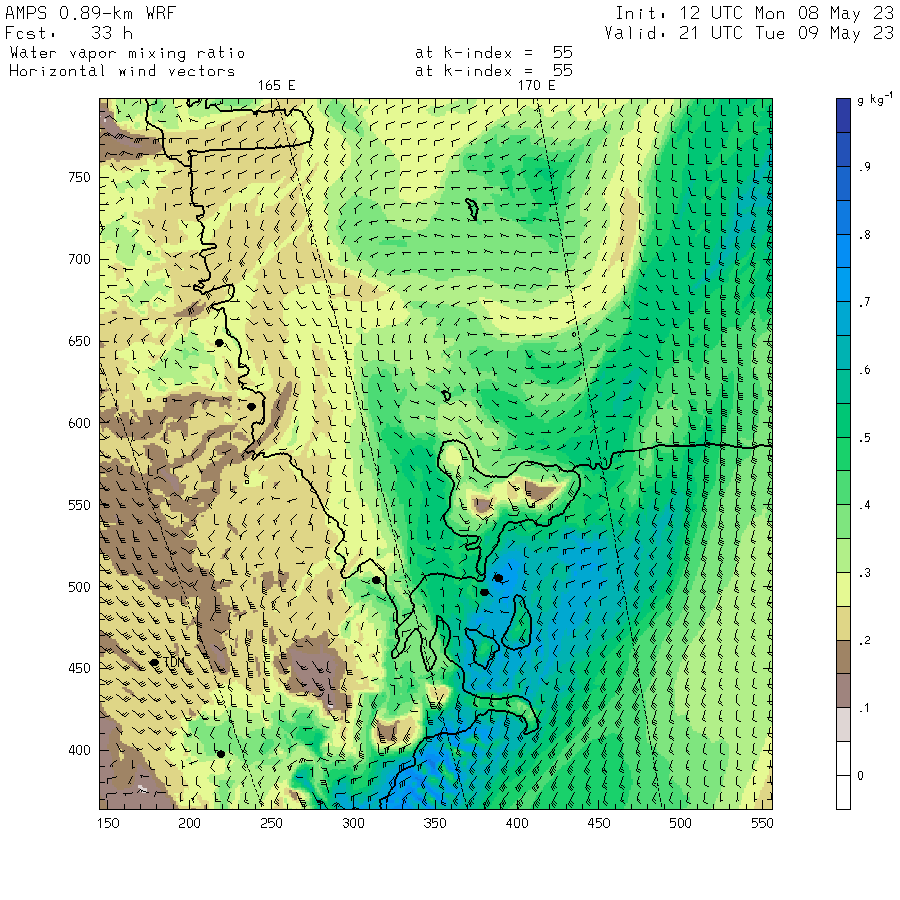 AMPS 0.89-km WRF Init: 12 UTC Mon 08 May 23
Fcst: 33 h Valid: 21 UTC Tue 09 May 23
Water vapor mixing ratio at k-index = 55
Horizontal wind vectors at k-index = 55
165 E 170 E
g kg-1
.9
750
.8
700
.7
650
.6
600
.5
550
.4
500
.3
450
TDM
.2
.1
400
0
150 200 250 300 350 400 450 500 550